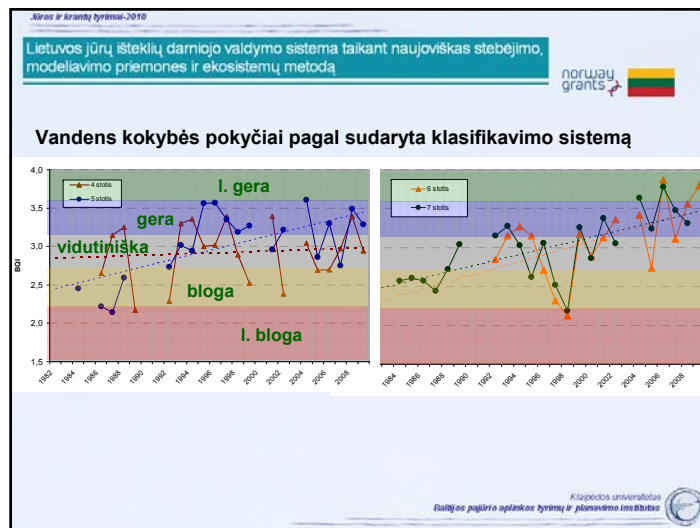 Jūros ir krantų tyrimai-2010
Lietuvos jūrų išteklių darniojo valdymo sistema taikant naujoviškas stebėjimo,
modeliavimo priemones ir ekosistemų metodą
norway
grants
Vandens kokybės pokyčiai pagal sudaryta klasifikavimo sistemą
4,0
3,5
3,0
2,5
2,0
1,5
BQI
4 stotis
5 stotis
l. gera
gera
vidutiniška
bloga
l. bloga
1982 1984 1986 1988 1990 1992 1994 1996 1998 2000 2002 2004 2006 2008
6 stotis
7 stotis
1984 1986 1988 1990 1992 1994 1996 1998 2000 2002 2004 2006 2008
Klaipėdos universitetas
Baltijos pajūrio aplinkos tyrimų ir planavimo institutas